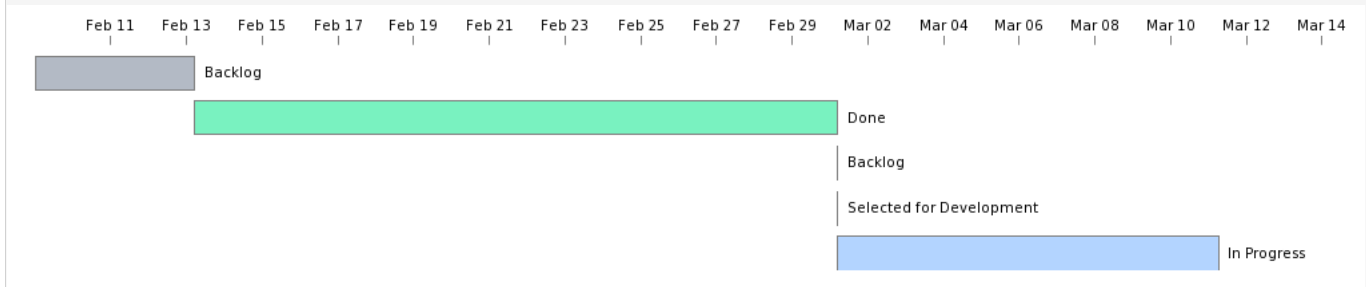 Feb 11 Feb 13 Feb 15 Feb 17 Feb 19 Feb 21 Feb 23 Feb 25 Feb 27 Feb 29 Mar 02 Mar 04 Mar 06 Mar 08 Mar 10 Mar 12 Mar 14
Backlog
Done
Backlog
Selected for Development
In Progress